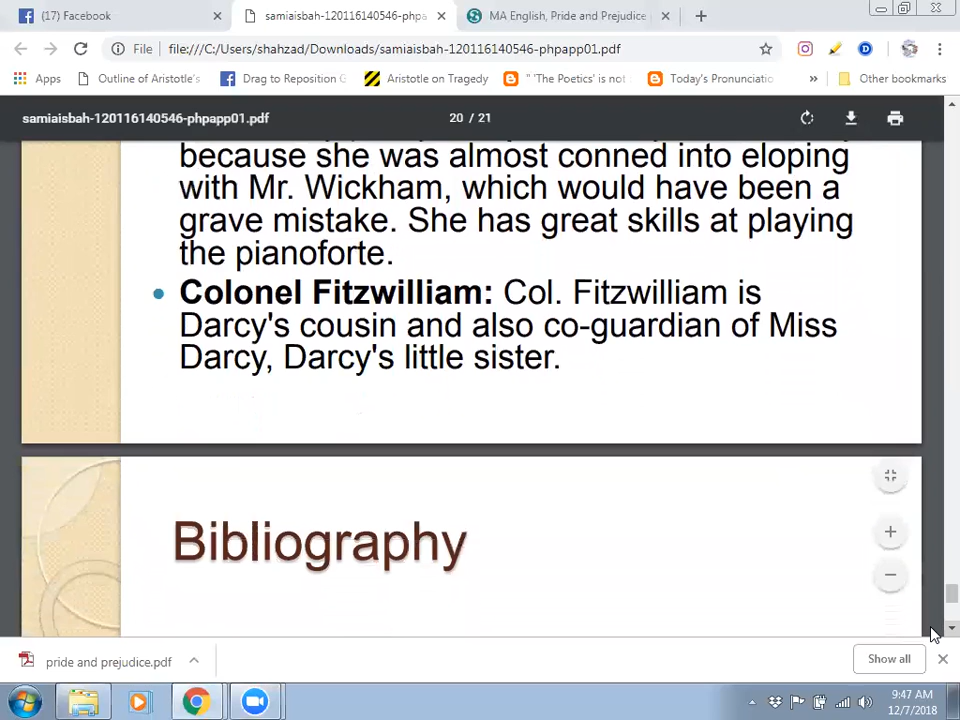 (17) Facebook
samiaisbah-120116140546-phpa
MA English, Pride and Prejudice
File
file:///C:/Users/shahzad/Downloads/samiaisbah-120116140546-phpapp01.pdf
Apps
Outline of Aristotle's
Drag to Reposition
Aristotle on Tragedy
" 'The Poetics' is not
Today's Pronunciatio
»
Other bookmarks
samiaisbah-120116140546-phpapp01.pdf
20 / 21
because she was almost conned into eloping
with Mr. Wickham, which would have been a
grave mistake. She has great skills at playing
the pianoforte.
• Colonel Fitzwilliam: Col. Fitzwilliam is
Darcy's cousin and also co-guardian of Miss
Darcy, Darcy's little sister.
Bibliography
pride and prejudice.pdf
Show all
9:47 AM
12/7/2018